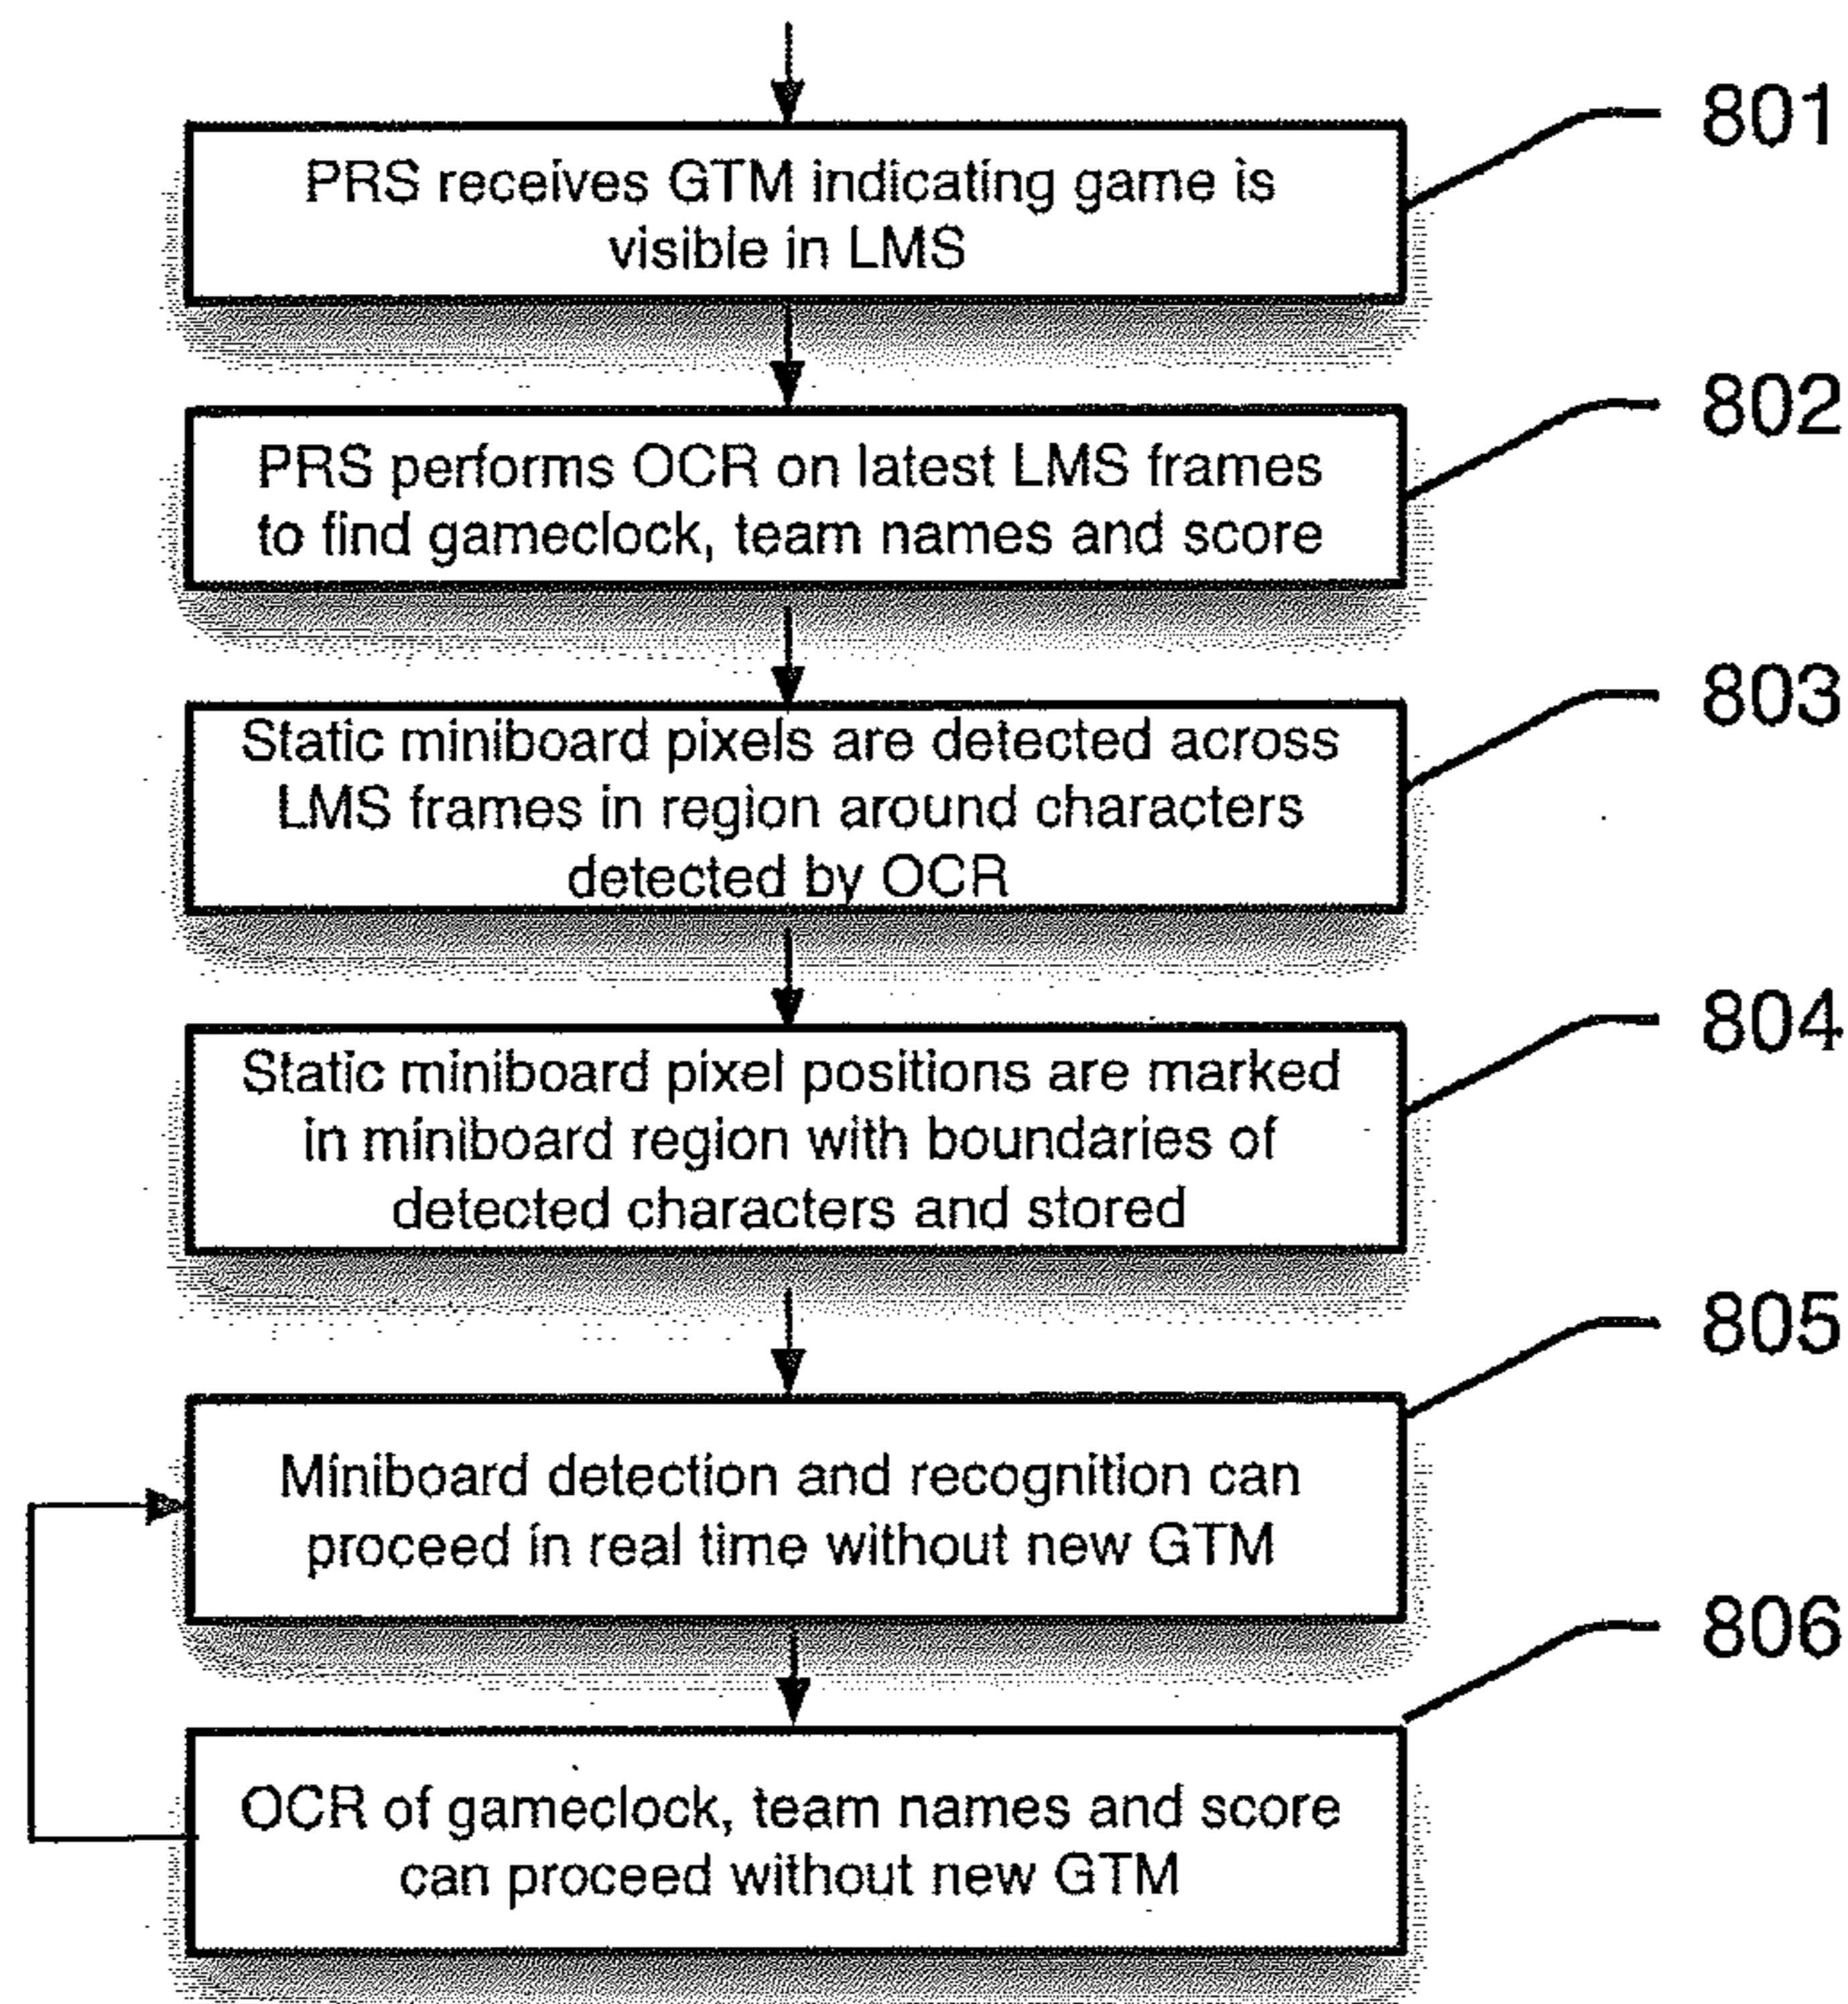 801
PRS receives GTM indicating game is
visible in LMS
802
PRS performs OCR on latest LMS frames
to find gameclock, team names and score
803
Static miniboard pixels are detected across
LMS frames in region around characters
detected by OCR
804
Static miniboard pixel positions are marked
in miniboard region with boundaries of
detected characters and stored
805
Miniboard detection and recognition can
proceed in real time without new GTM
806
OCR of gameclock, team names and score
can proceed without new GTM